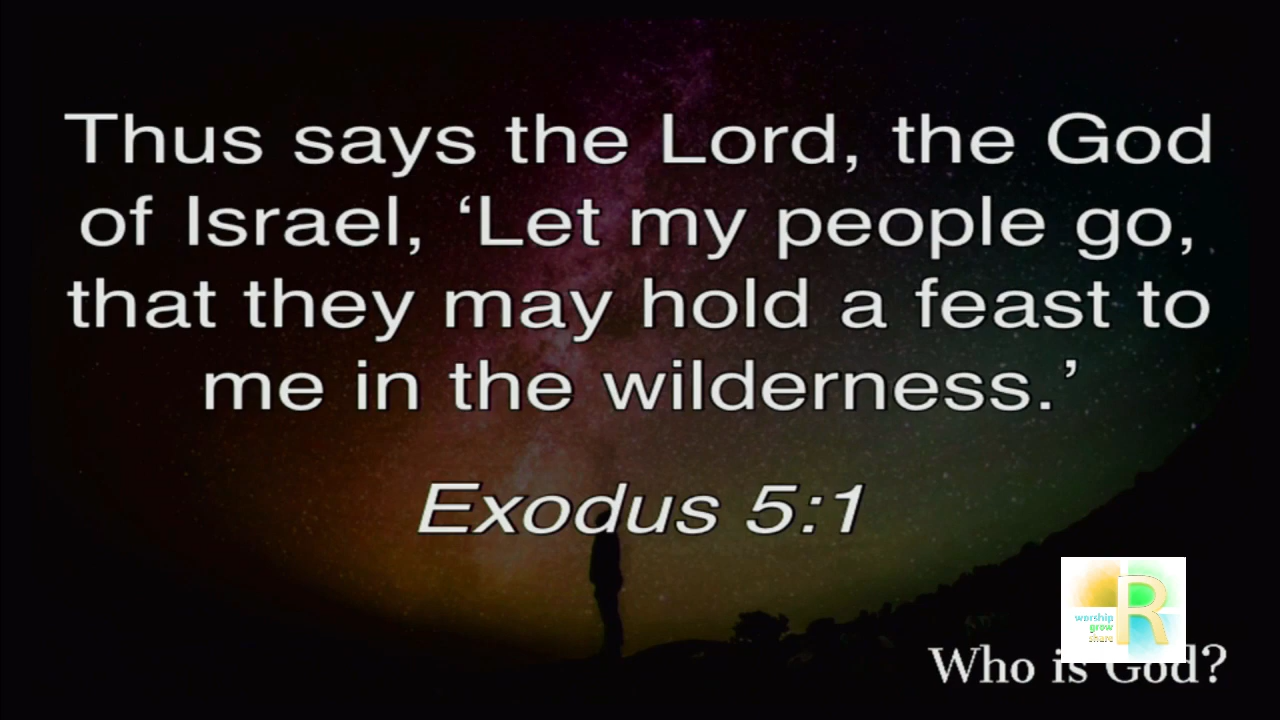 Thus says the Lord, the God
of Israel, ‘Let my people go,
that they may hold a feast to
me in the wilderness.’
Exodus 5:1
R
worship
grow
share
Who is God?